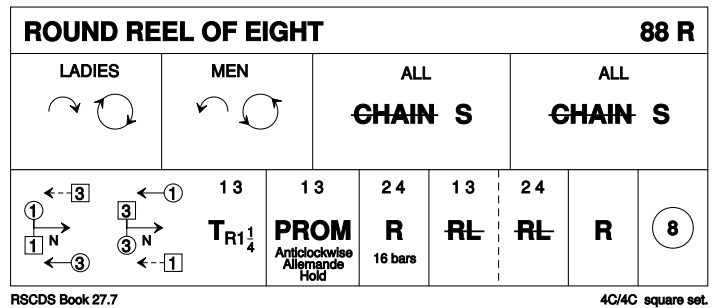 ROUND REEL OF EIGHT 88 R
LADIES MEN ALL ALL
CHAIN S CHAIN S
1 3 1 3 2 4 1 3 2 4
3 1
1 3
1 N 3 N
3 1
TR1 1/4 PROM R RL RL R 8
Anticlockwise
Allemande
Hold
16 bars
RSCDS Book 27.7 4C/4C square set.